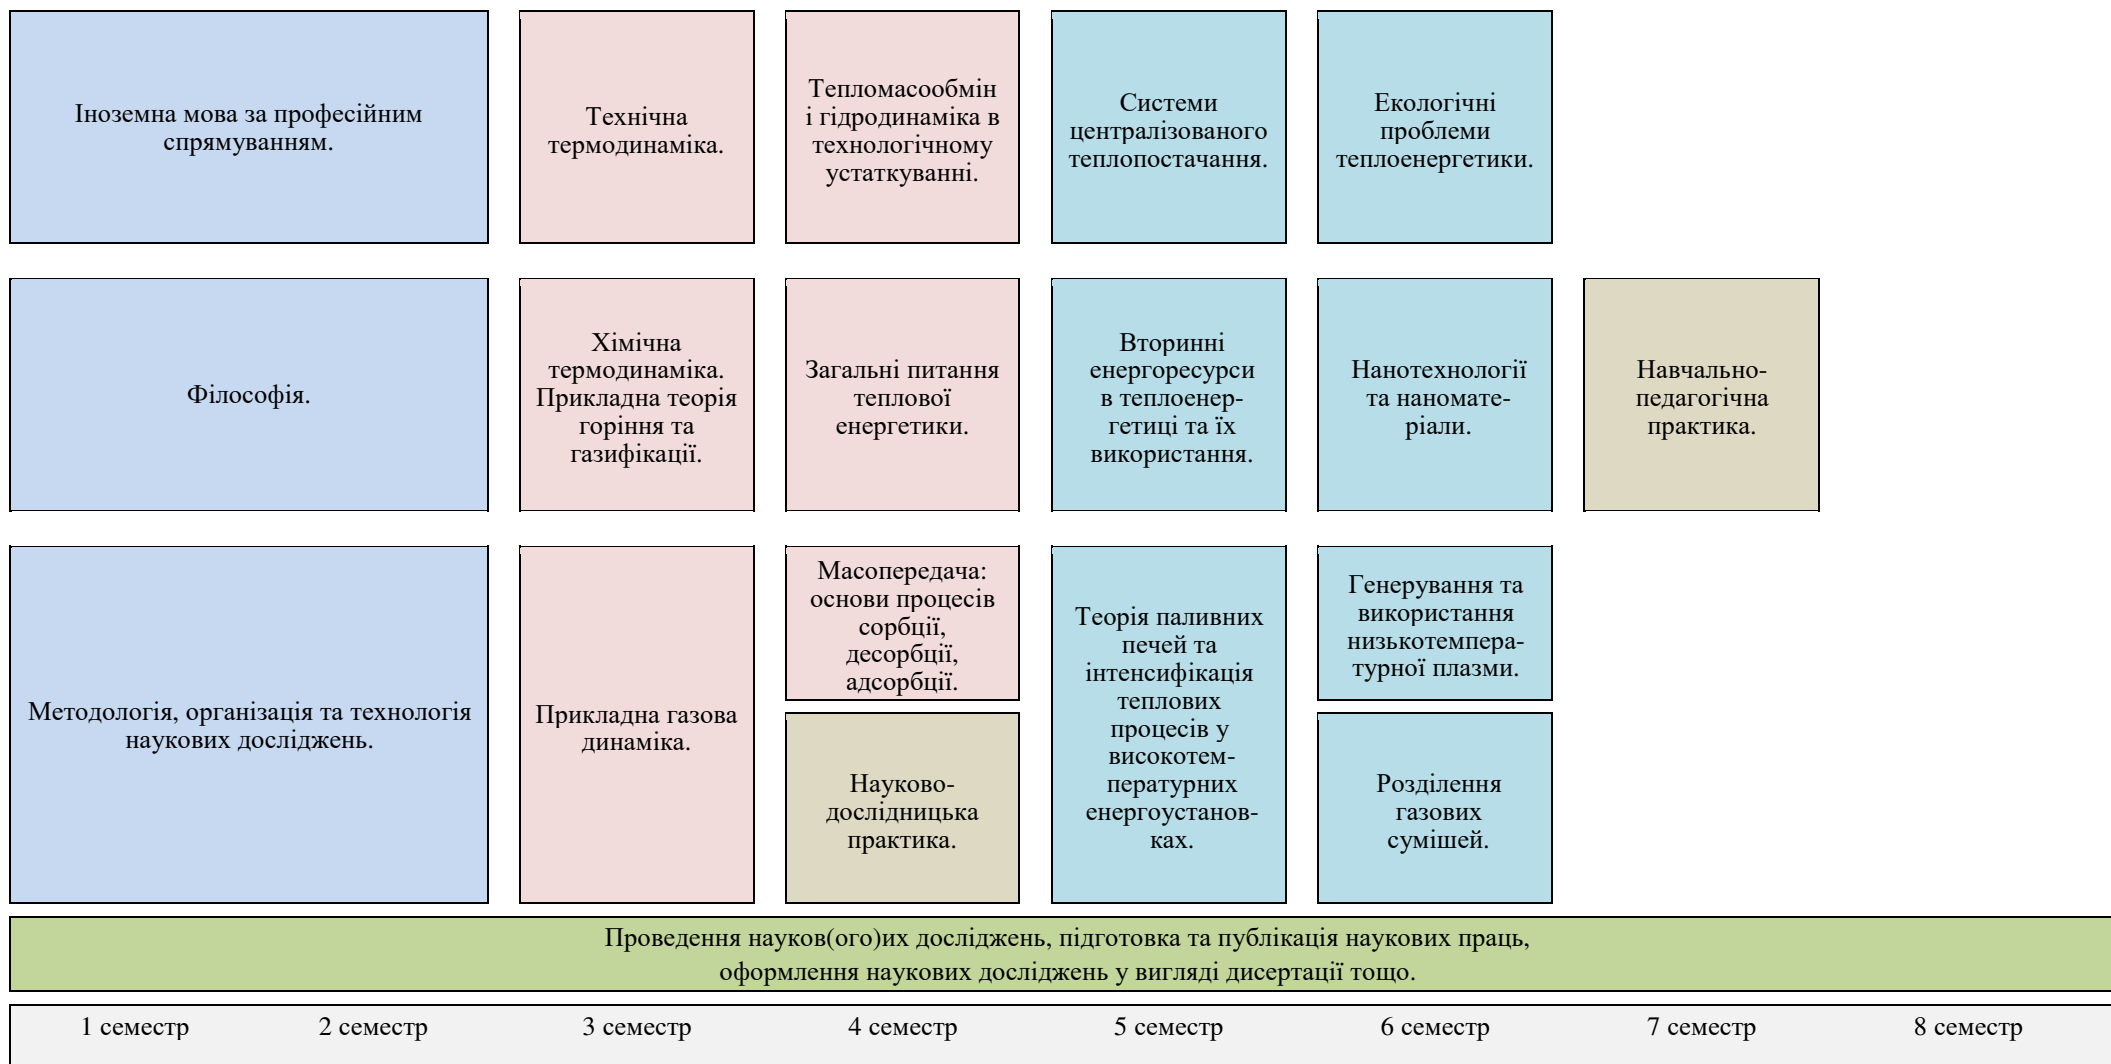 Іноземна мова за професійним
спрямуванням.
Технічна
термодинаміка.
Тепломасообмін
і гідродинаміка в
технологічному
устаткуванні.
Системи
централізованого
теплопостачання.
Екологічні
проблеми
теплоенергетики.
Філософія.
Хімічна
термодинаміка.
Прикладна теорія
горіння та
газифікації.
Загальні питання
теплової
енергетики.
Вторинні
енергоресурси
в теплоенер-
гетиці та їх
використання.
Нанотехнології
та наномате-
ріали.
Навчально-
педагогічна
практика.
Методологія, організація та технологія
наукових досліджень.
Прикладна газова
динаміка.
Масопередача:
основи процесів
сорбції,
десорбції,
адсорбції.
Науково-
дослідницька
практика.
Теорія паливних
печей та
інтенсифікація
теплових
процесів у
високотем-
пературних
енергоустанов-
ках.
Генерування та
використання
низькотемпера-
турної плазми.
Розділення
газових
сумішей.
Проведення науков(ого)их досліджень, підготовка та публікація наукових праць,
оформлення наукових досліджень у вигляді дисертації тощо.
1 семестр 2 семестр 3 семестр 4 семестр 5 семестр 6 семестр 7 семестр 8 семестр